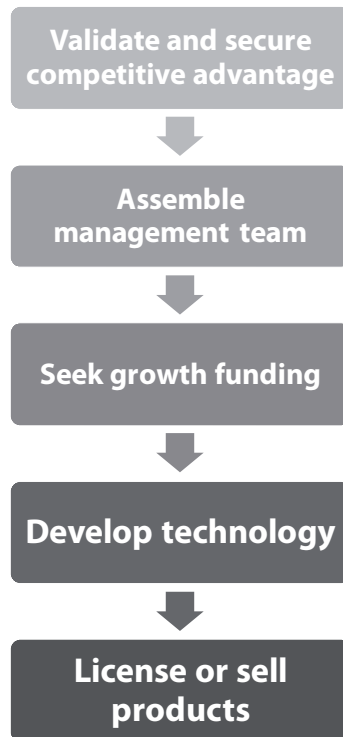 Validate and secure
competitive advantage
Assemble
management team
Seek growth funding
Develop technology
License or sell
products